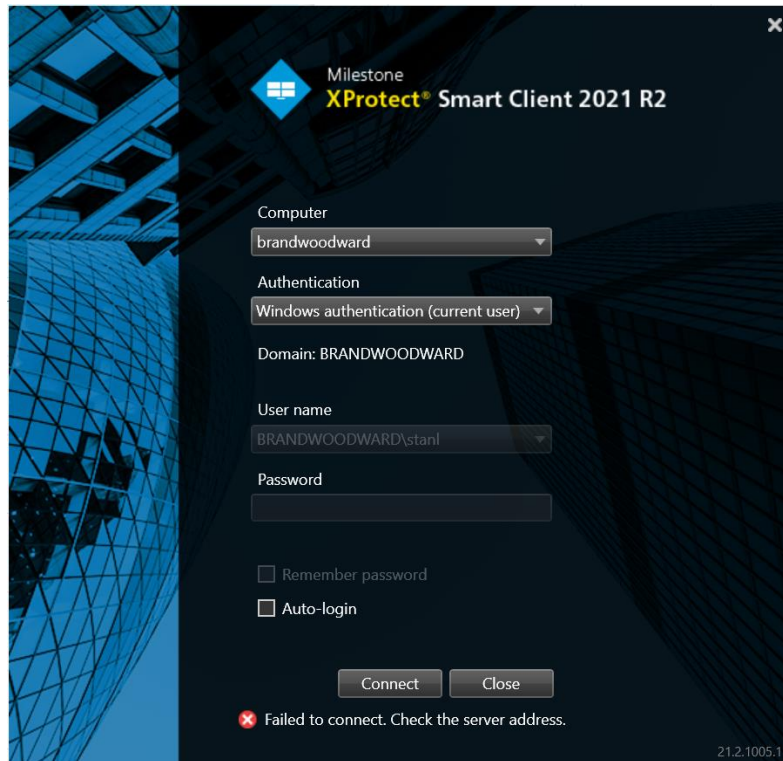 Milestone
XProtect® Smart Client 2021 R2
Computer
brandwoodward
Authentication
Windows authentication (current user)
Domain: BRANDWOODWARD
User name
BRANDWOODWARD\stanl
Password
Remember password
Auto-login
Connect Close
Failed to connect. Check the server address.
21.2.1005.1